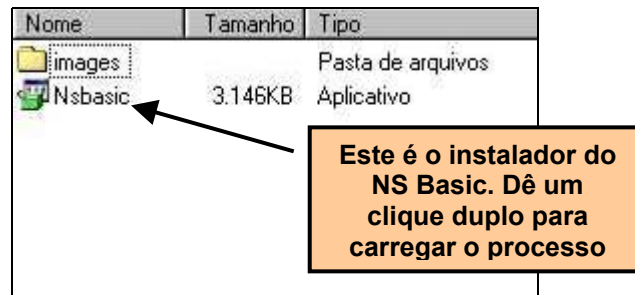 Nome Tamanho Tipo
images Pasta de arquivos
Nsbasic 3.146KB Aplicativo
Este é o instalador do
NS Basic. Dê um
clique duplo para
carregar o processo